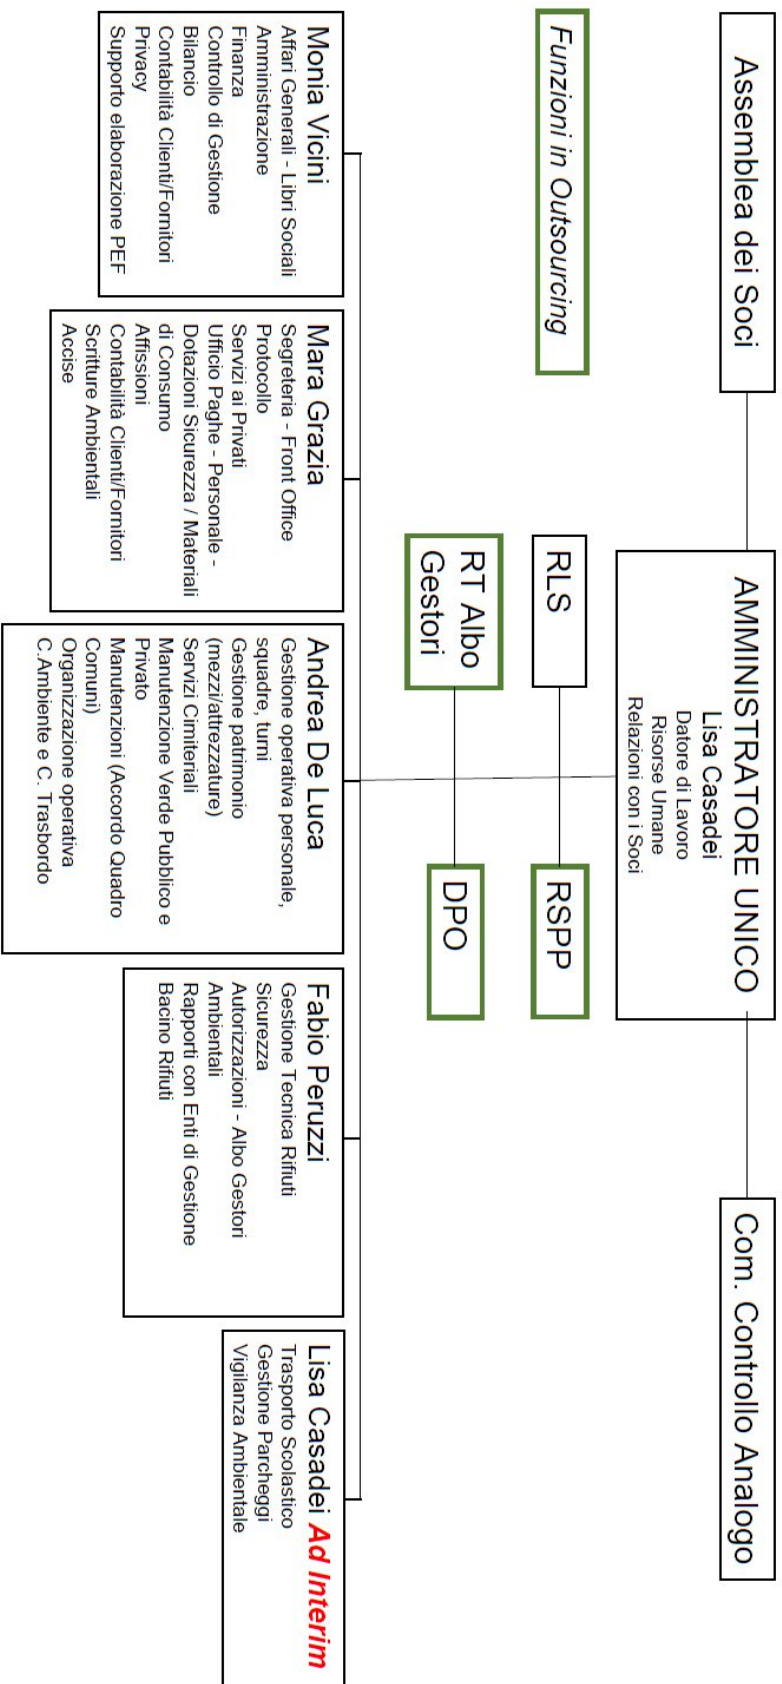 Assemblea dei Soci
AMMINISTRATORE UNICO
Lisa Casadei
Datore di Lavoro
Risorse Umane
Relazioni con i Soci
Com. Controllo Analogo
Funzioni in Outsourcing
RLS
RSPP
RT Albo
Gestori
DPO
Monia Vicini
Affari Generali - Libri Sociali
Amministrazione
Finanza
Controllo di Gestione
Bilancio
Contabilità Clienti/Fornitori
Privacy
Supporto elaborazione PEF
Mara Grazia
Segreteria - Front Office
Protocollo
Servizi ai Privati
Ufficio Paghe - Personale -
Dotazioni Sicurezza / Materiali
di Consumo
Affissioni
Contabilità Clienti/Fornitori
Scritture Ambientali
Accise
Andrea De Luca
Gestione operativa personale,
squadre, turni
Gestione patrimonio
(mezzi/attrezzature)
Servizi Cimiteriali
Manutenzione Verde Pubblico e
Privato
Manutenzioni (Accordo Quadro
Comuni)
Organizzazione operativa
C.Ambiente e C. Trasbordo
Fabio Peruzzi
Gestione Tecnica Rifiuti
Sicurezza
Autorizzazioni - Albo Gestori
Ambientali
Rapporti con Enti di Gestione
Bacino Rifiuti
Lisa Casadei Ad Interim
Trasporto Scolastico
Gestione Parcheggi
Vigilanza Ambientale